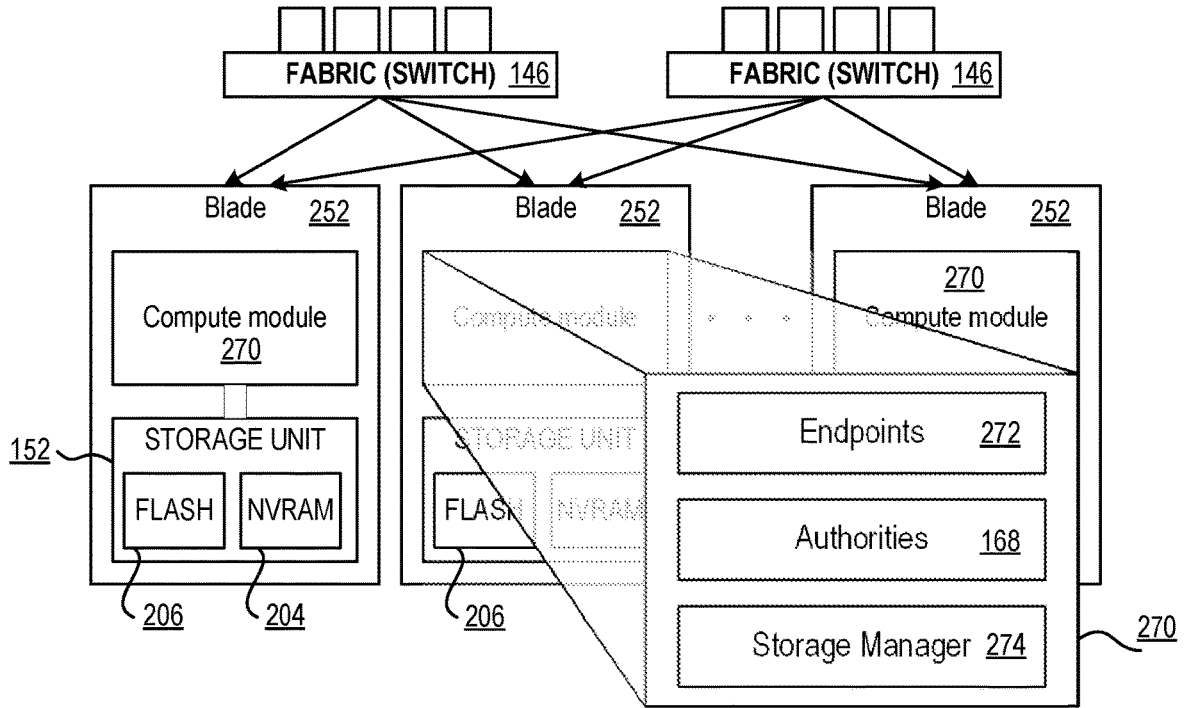 FABRIC (SWITCH) 146
FABRIC (SWITCH) 146
Blade 252
Blade 252
Blade 252
Compute module
270
Compute module
. . .
270
Compute module
152
STORAGE UNIT
FLASH
NVRAM
STORAGE UNIT
FLASH
NVRAM
206
204
206
Endpoints 272
Authorities 168
Storage Manager 274
270